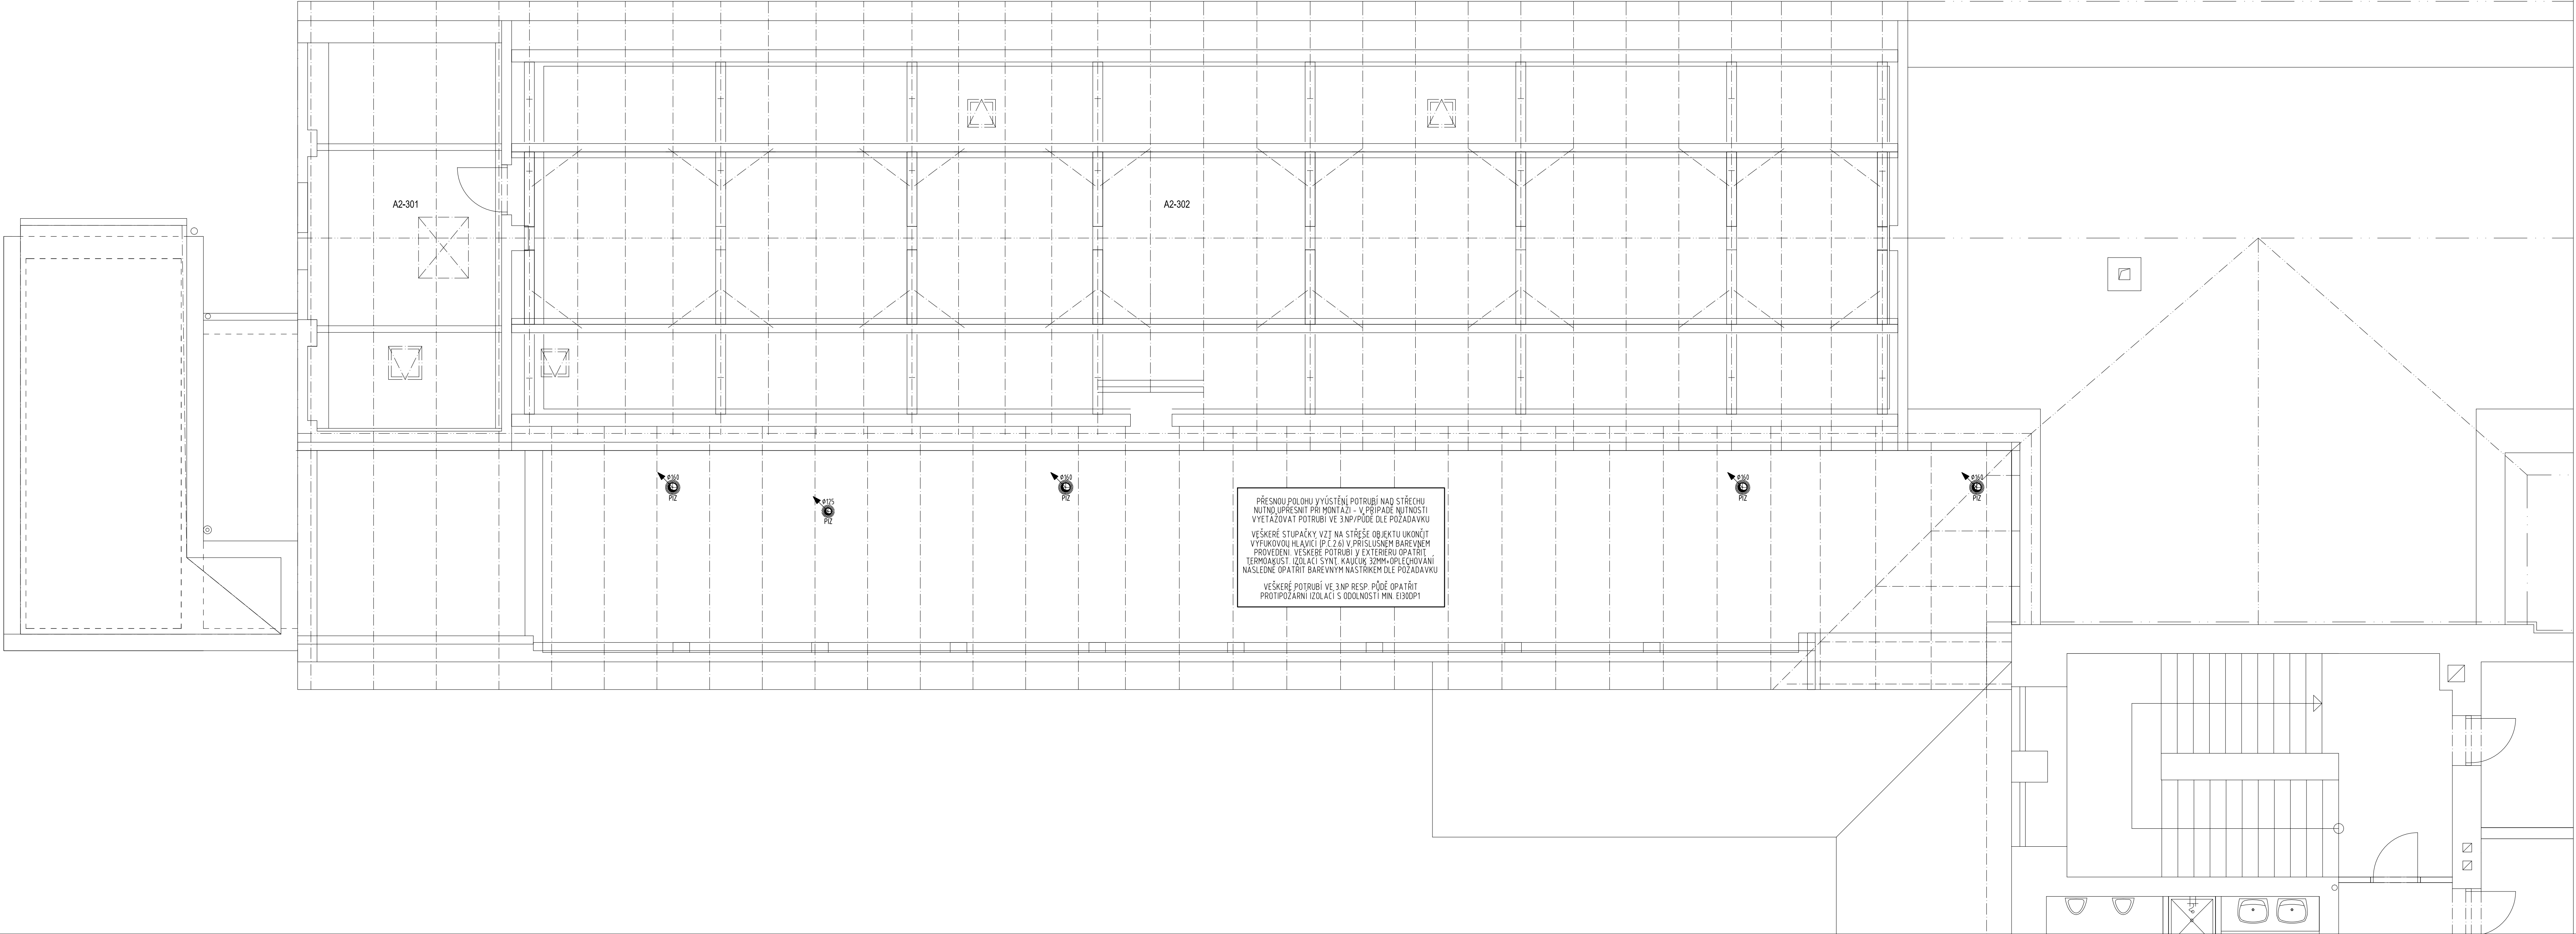 A2-301
A2-302
Ø160
PIZ
Ø125
PIZ
Ø160
PIZ
Ø160
PIZ
Ø160
PIZ
PŘESNOU POLOHU VYÚSTĚNÍ POTRUBÍ NAD STŘECHU
NUTNO UPŘESNIT PŘI MONTÁŽI - V PŘÍPADĚ NUTNOSTI
VYETÁŽOVAT POTRUBÍ VE 3.NP/PŮDĚ DLE POŽADAVKU
VEŠKERÉ STUPAČKY VZT NA STŘEŠE OBJEKTU UKONČIT
VÝFUKOVOU HLAVICÍ (P.Č.2.6) V PŘÍSLUŠNÉM BAREVNÉM
PROVEDENÍ. VEŠKERÉ POTRUBÍ V EXTERIÉRU OPATŘIT
TERMOAKUST. IZOLACÍ SYNT. KAUČUK 32MM+OPLECHOVÁNÍ
NÁSLEDNĚ OPATŘIT BAREVNÝM NÁSTŘIKEM DLE POŽADAVKU
VEŠKERÉ POTRUBÍ VE 3.NP RESP. PŮDĚ OPATŘIT
PROTIPOŽÁRNÍ IZOLACÍ S ODOLNOSTÍ MIN. EI30DP1